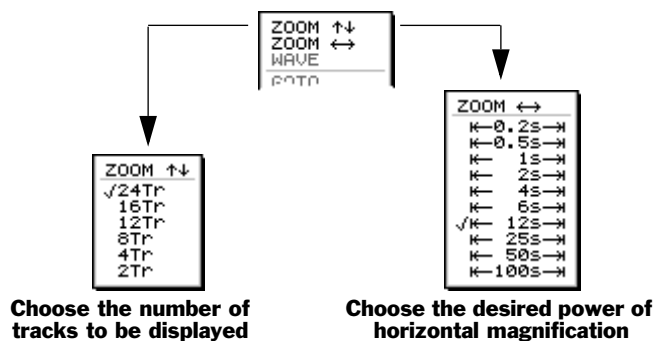 ZOOM ↑↓
ZOOM ↔
WAVE
GOTO
ZOOM ↑↓
√24Tr
16Tr
12Tr
8Tr
4Tr
2Tr
Choose the number of
tracks to be displayed
ZOOM ↔
|←0.2s→|
|←0.5s→|
|← 1s→|
|← 2s→|
|← 4s→|
|← 6s→|
√|← 12s→|
|← 25s→|
|← 50s→|
|←100s→|
Choose the desired power of
horizontal magnification